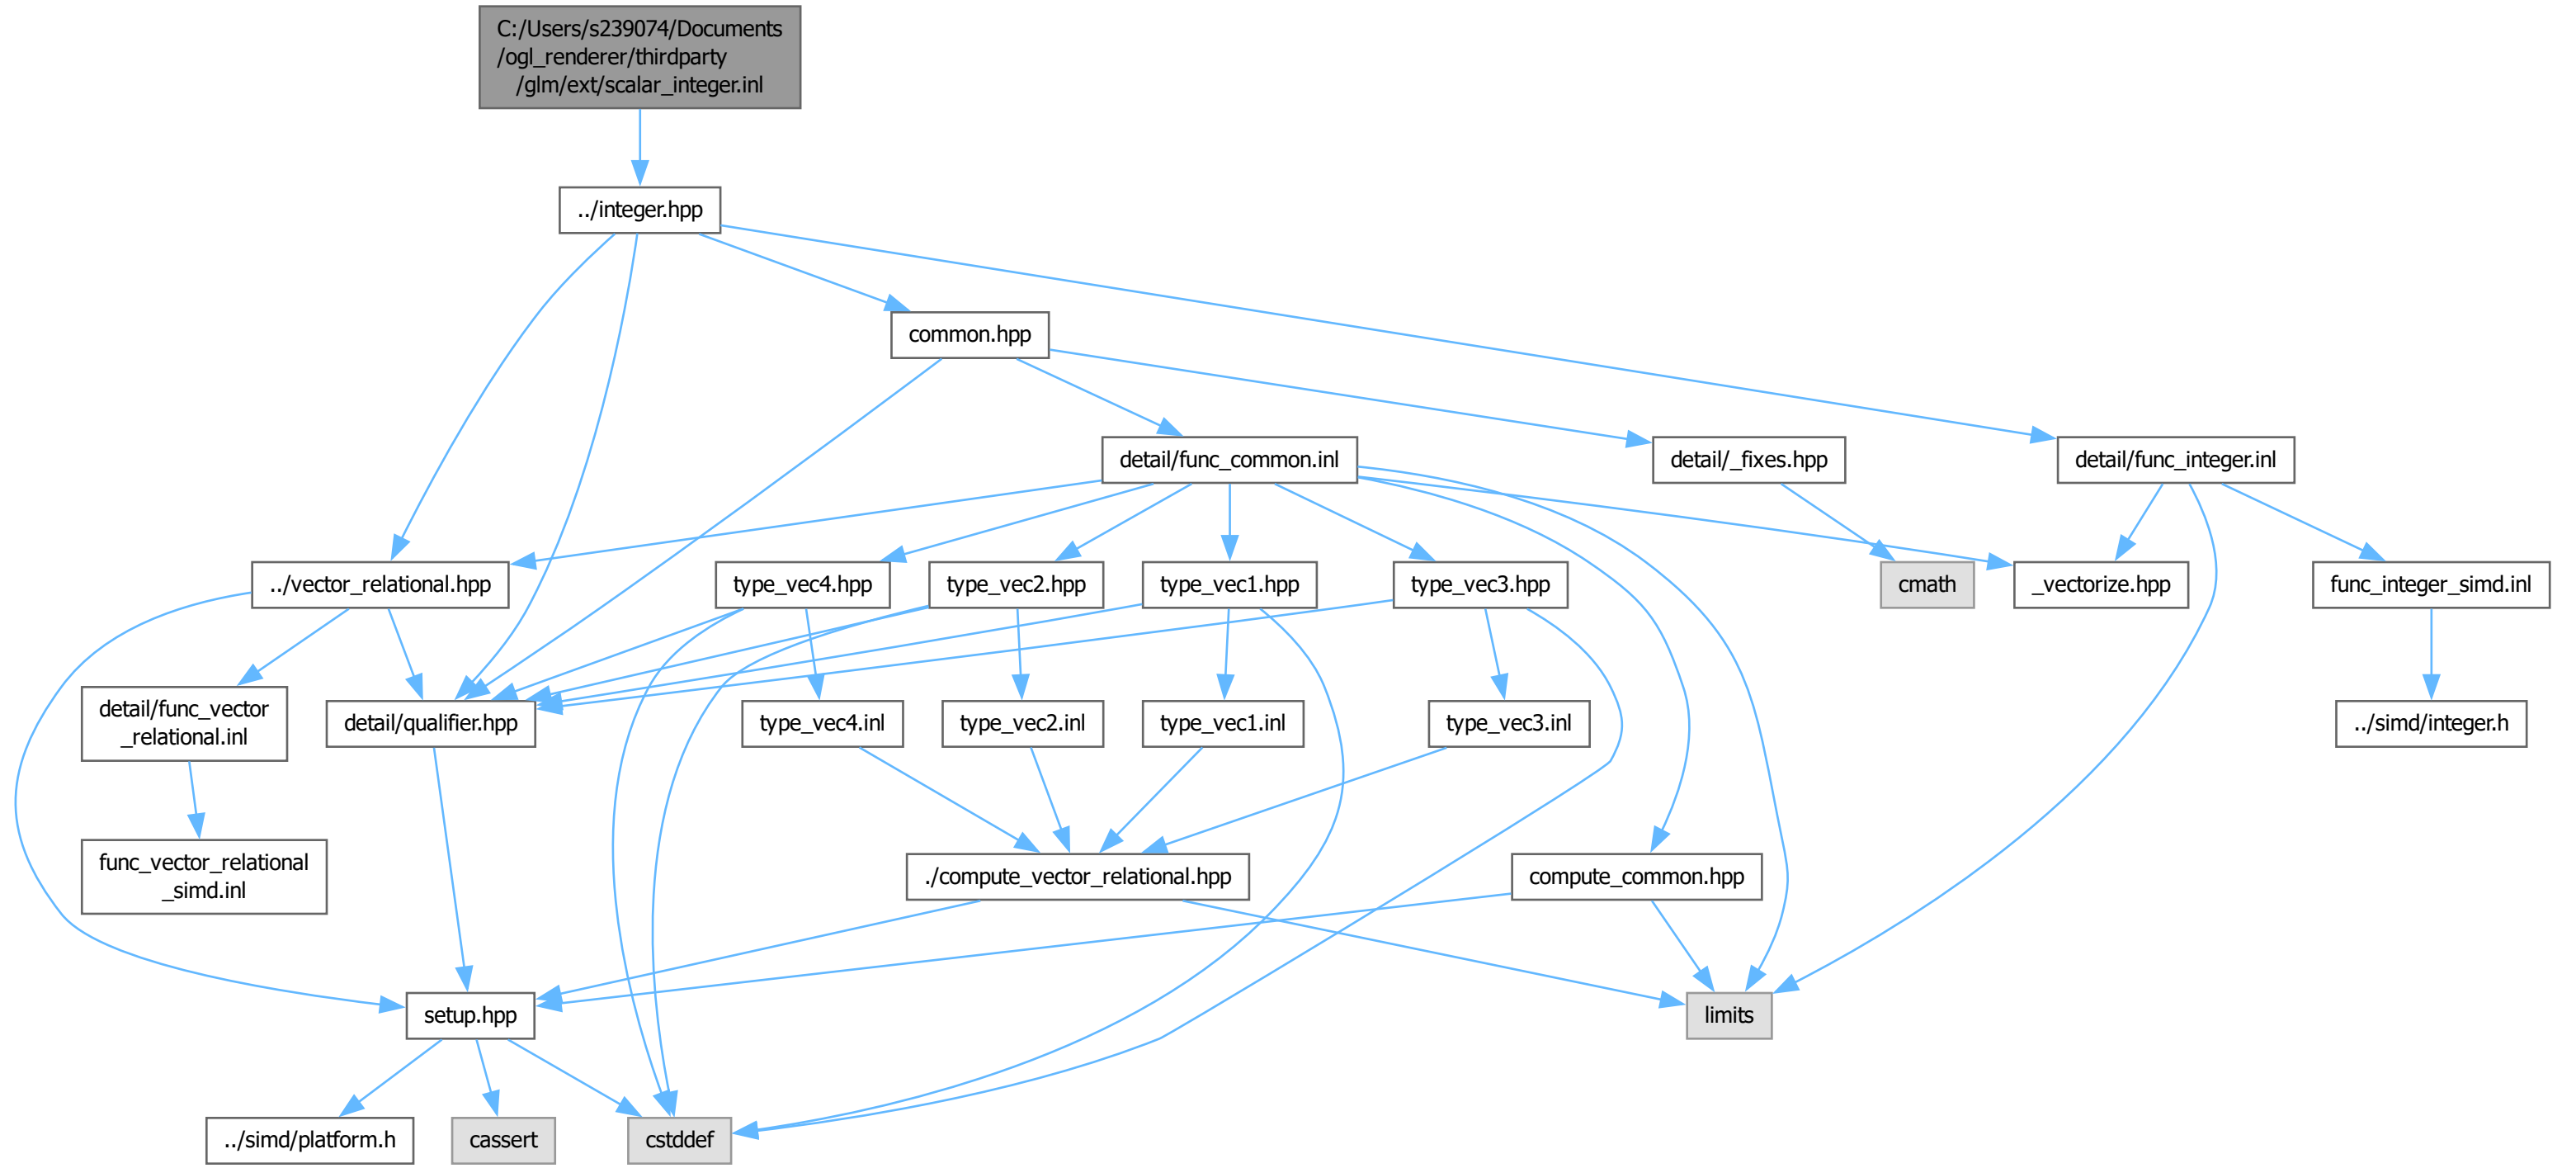 C:/Users/s239074/Documents
/ogl_renderer/thirdparty
/glm/ext/scalar_integer.inl
../integer.hpp
common.hpp
detail/func_common.inl
detail/_fixes.hpp
detail/func_integer.inl
../vector_relational.hpp
type_vec4.hpp
type_vec2.hpp
type_vec1.hpp
type_vec3.hpp
cmath
_vectorize.hpp
func_integer_simd.inl
detail/func_vector
_relational.inl
detail/qualifier.hpp
type_vec4.inl
type_vec2.inl
type_vec1.inl
type_vec3.inl
../simd/integer.h
func_vector_relational
_simd.inl
./compute_vector_relational.hpp
compute_common.hpp
setup.hpp
limits
../simd/platform.h
cassert
cstddef